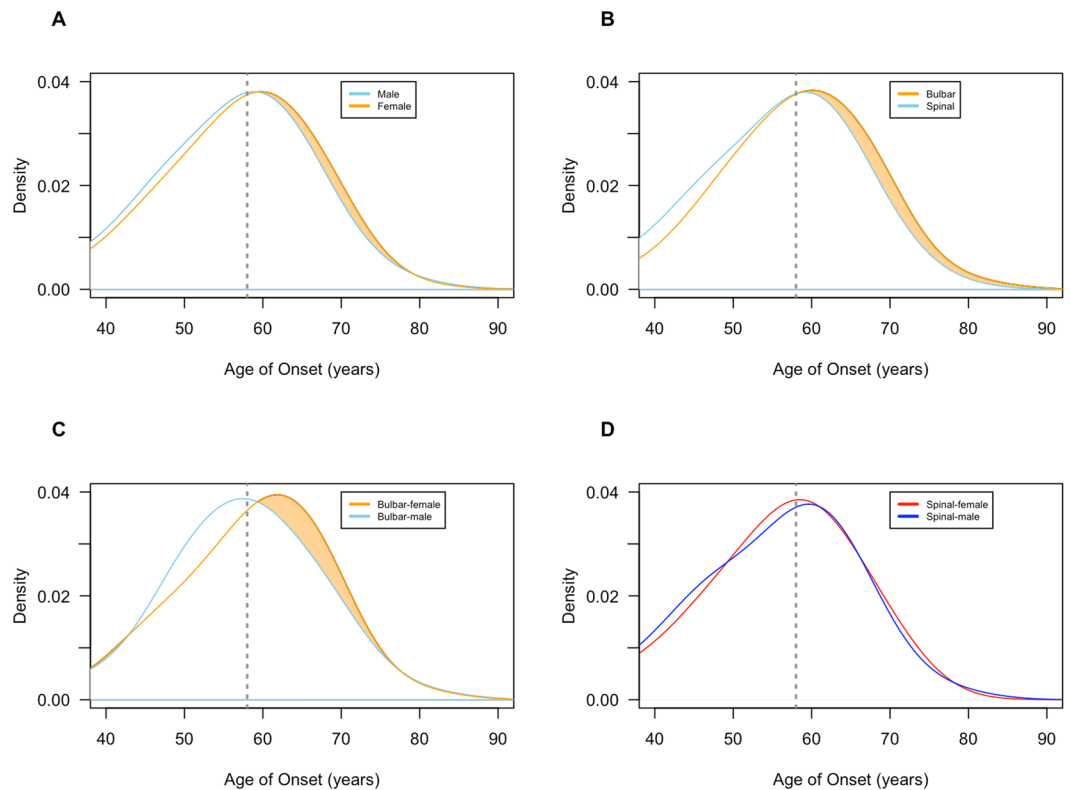 A
0.04
0.02
0.00
Density
Male
Female
40 50 60 70 80 90
Age of Onset (years)
B
0.04
0.02
0.00
Density
Bulbar
Spinal
40 50 60 70 80 90
Age of Onset (years)
C
0.04
0.02
0.00
Density
Bulbar-female
Bulbar-male
40 50 60 70 80 90
Age of Onset (years)
D
0.04
0.02
0.00
Density
Spinal-female
Spinal-male
40 50 60 70 80 90
Age of Onset (years)